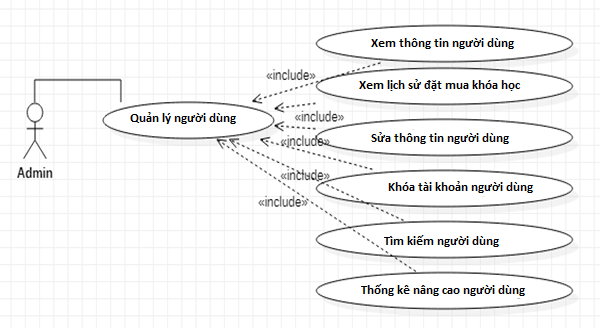 Xem thông tin người dùng
«include»
Xem lịch sử đặt mua khóa học
Quản lý người dùng
«include»
Sửa thông tin người dùng
«include»
Admin
«include»
Khóa tài khoản người dùng
«include»
Tìm kiếm người dùng
Thống kê nâng cao người dùng